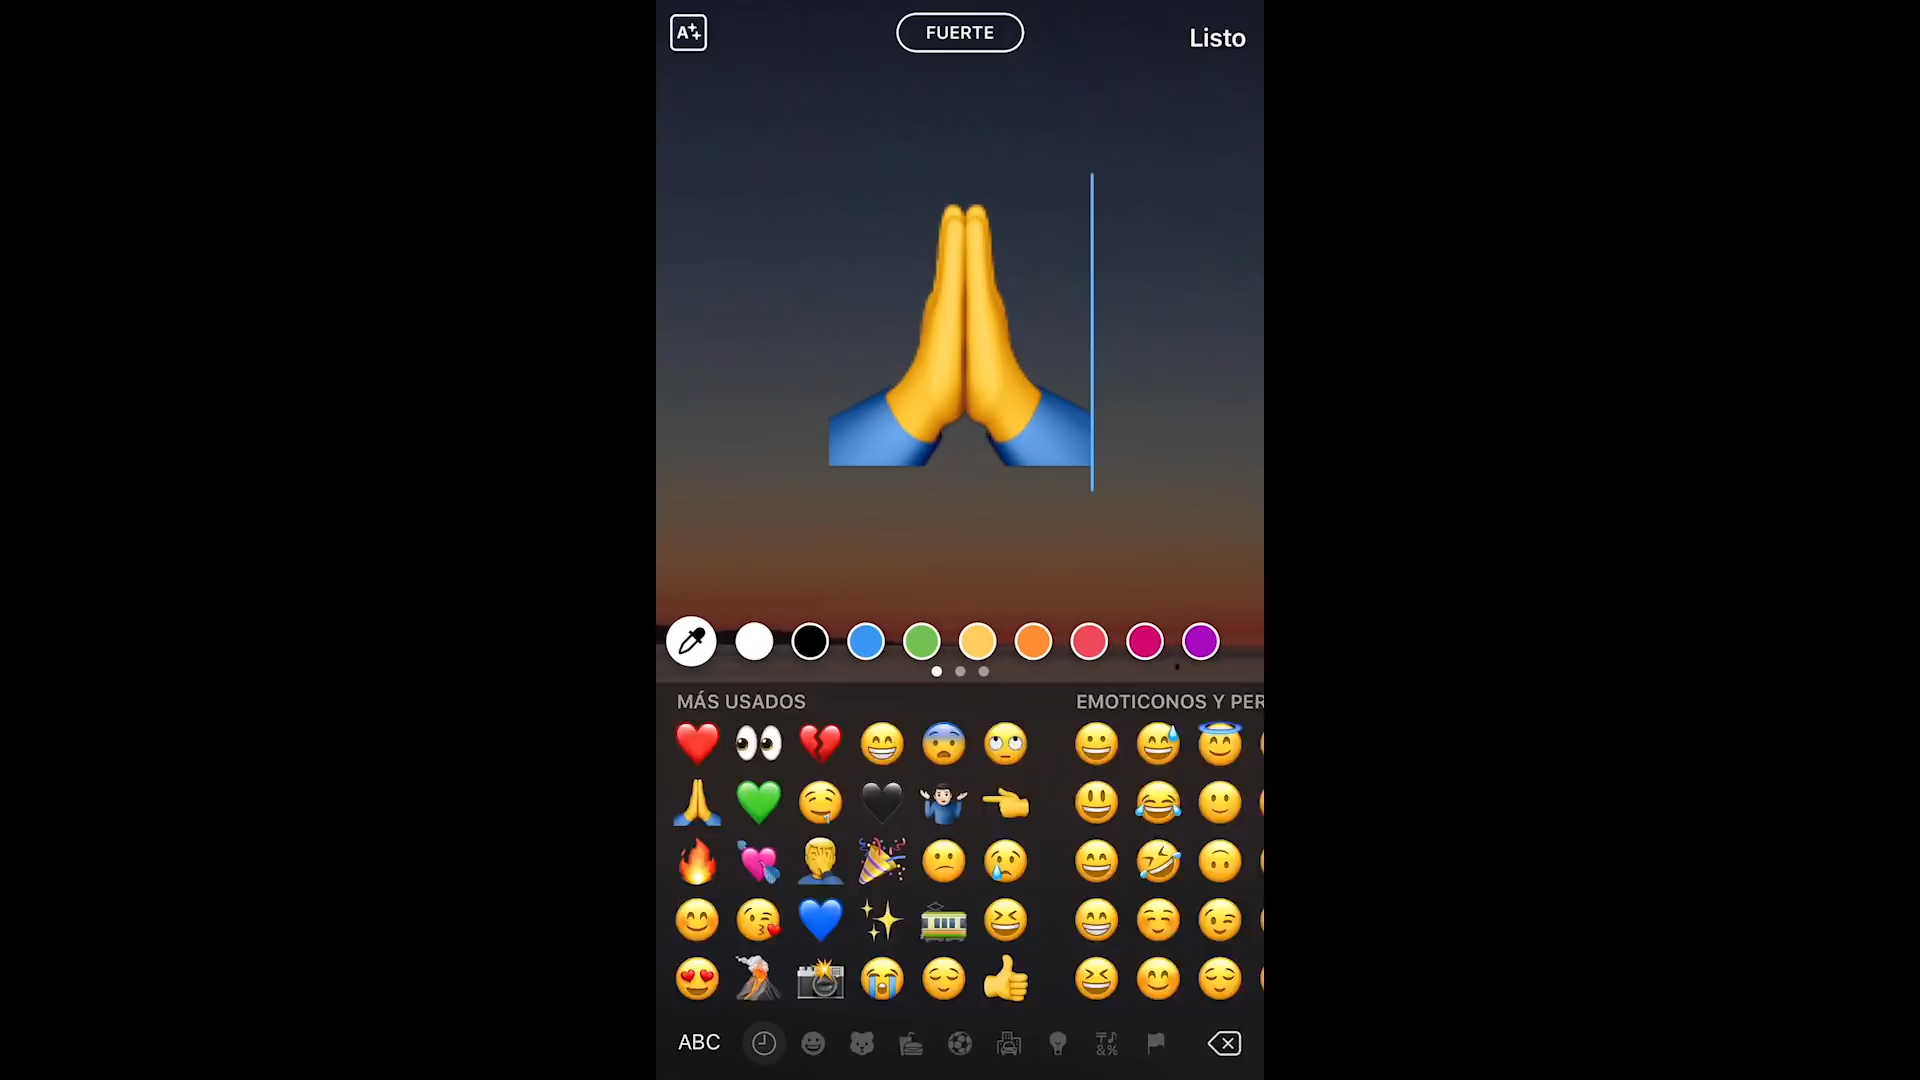 A
FUERTE
Listo
MÁS USADOS
EMOTICONOS Y PER
ABC
&%